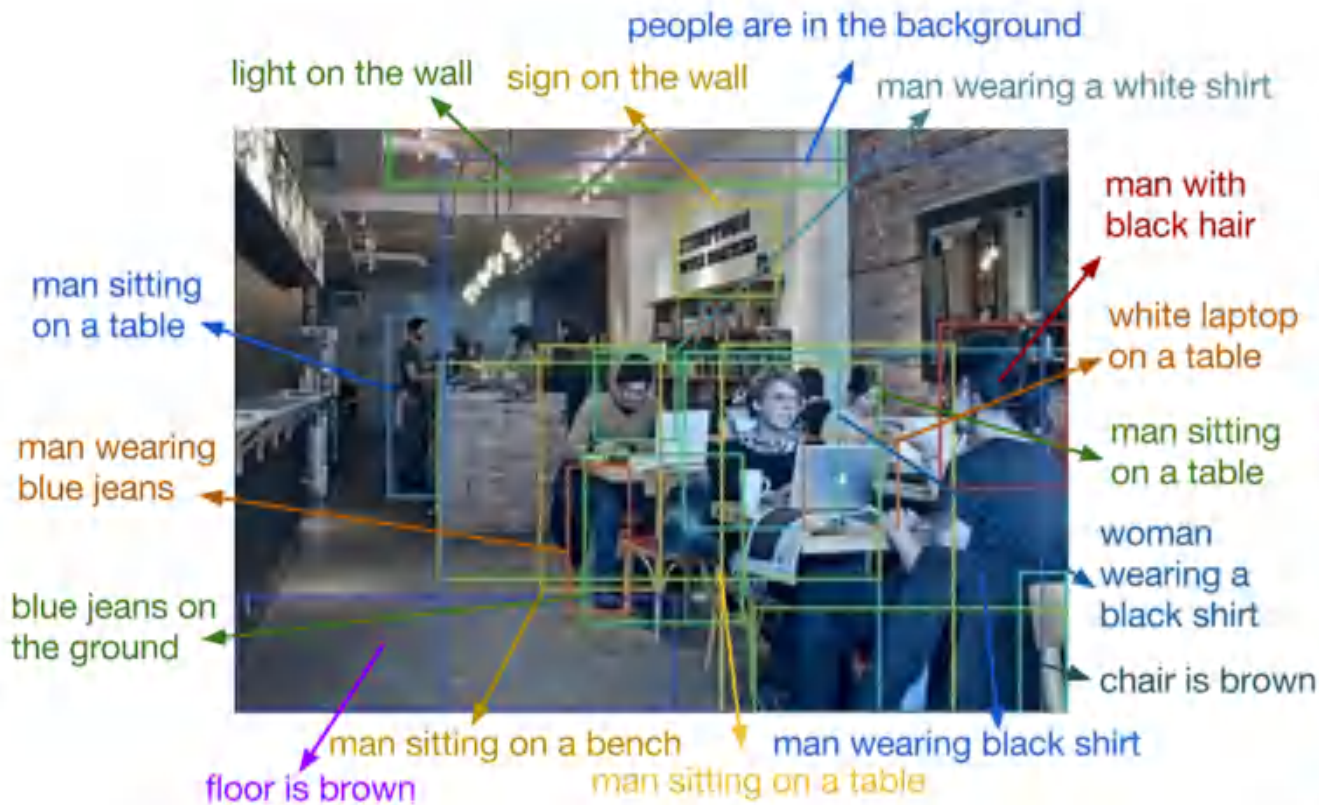 people are in the background
light on the wall
sign on the wall
man wearing a white shirt
man with
black hair
man sitting
on a table
white laptop
on a table
man wearing
blue jeans
man sitting
on a table
woman
wearing a
black shirt
blue jeans on
the ground
chair is brown
man sitting on a bench
man wearing black shirt
floor is brown
man sitting on a table